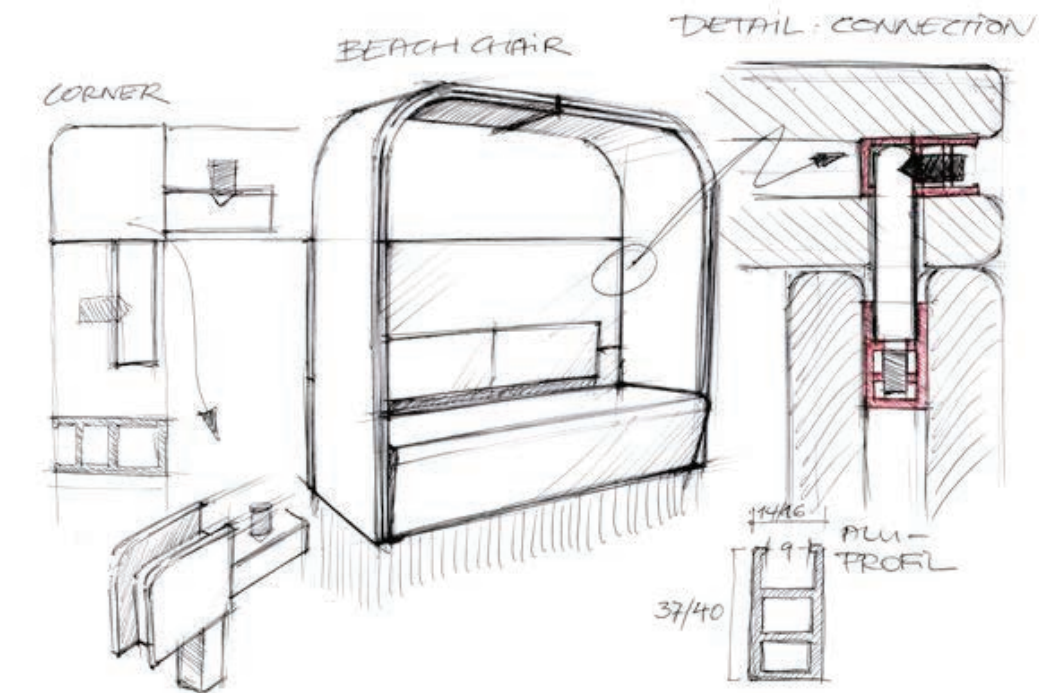 DETAIL : CONNECTION
BEACH CHAIR
CORNER
14/16
9
ALU-
PROFIL
37/40